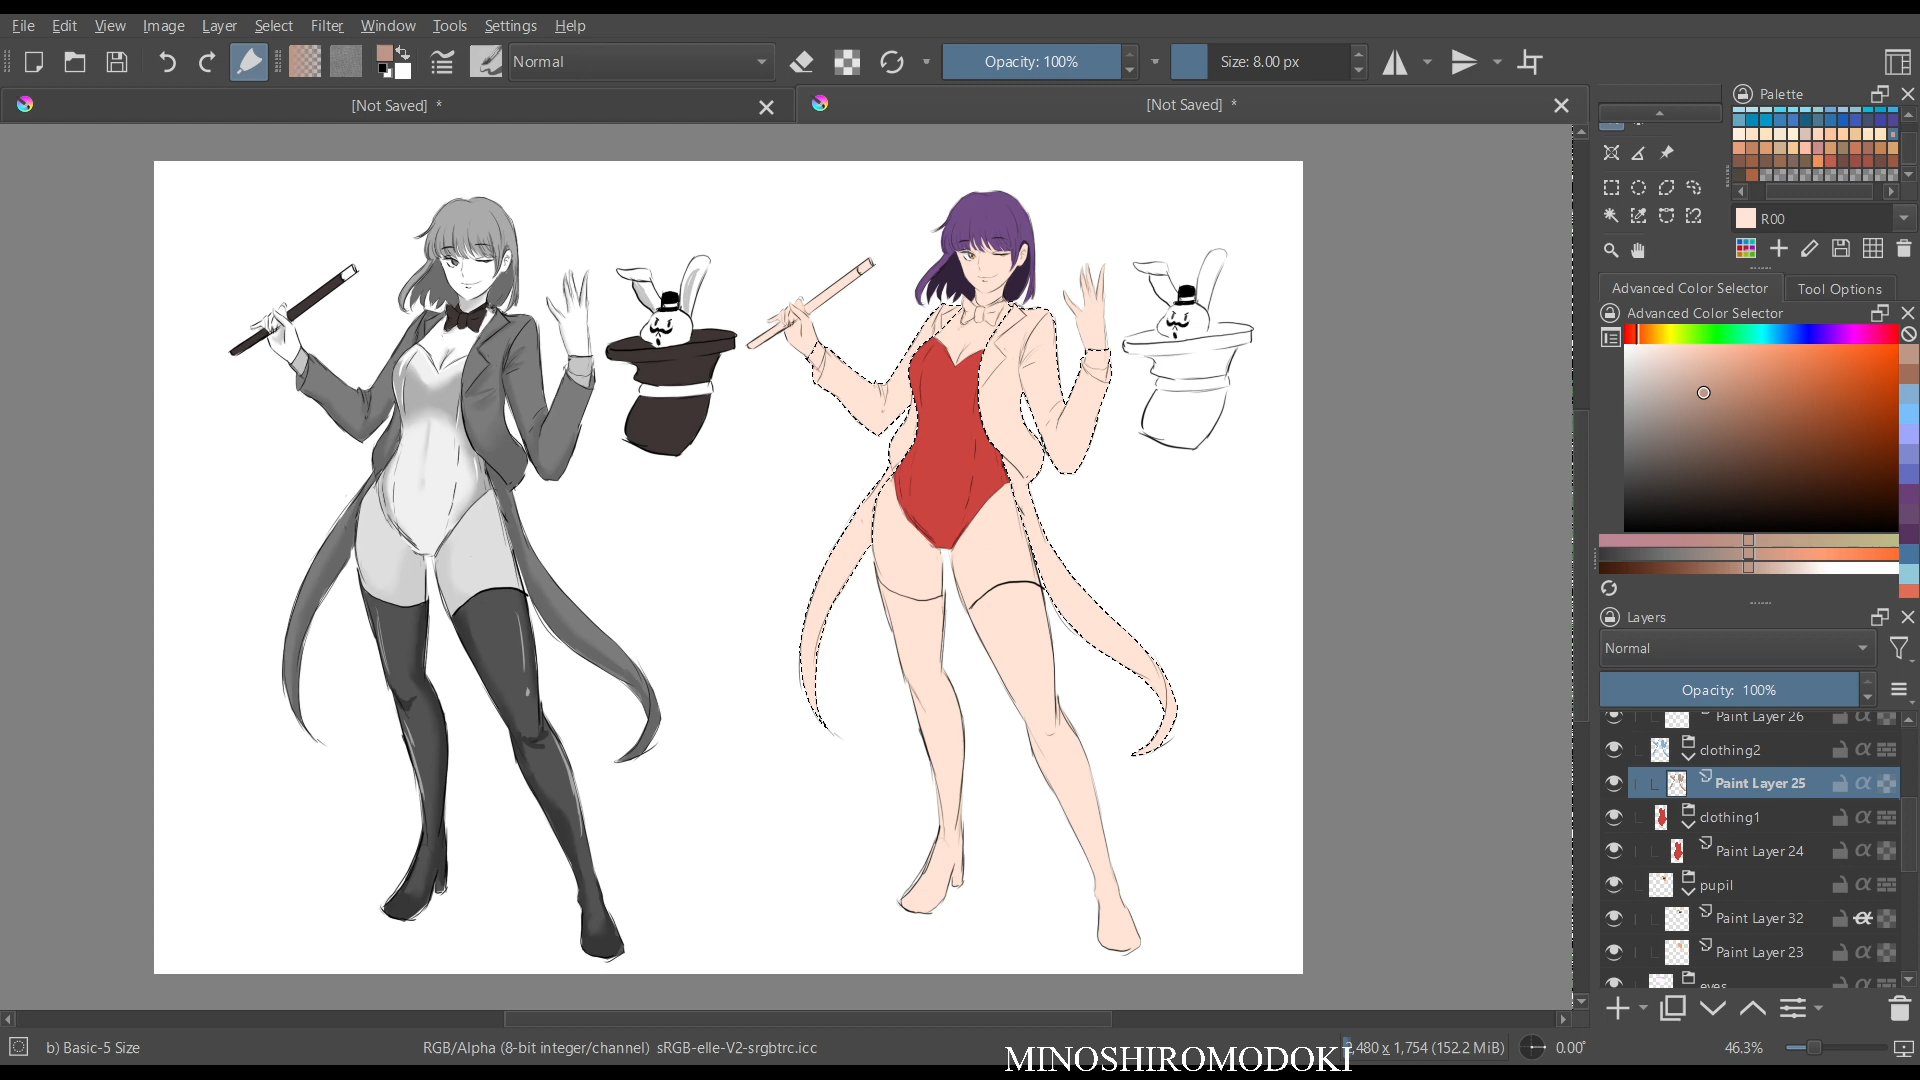 File Edit View Image Layer Select Filter Layer Window Tools Settings Help
Normal
Opacity: 100%
Size: 8.00 px
[Not Saved] *
[Not Saved] *
Palette
R00
Advanced Color Selector
Tool Options
Advanced Color Selector
Layers
Normal
Opacity: 100%
Paint Layer 26
clothing2
Paint Layer 25
clothing1
Paint Layer 24
pupil
Paint Layer 32
Paint Layer 23
eyes
b) Basic-5 Size
RGB/Alpha (8-bit integer/channel) sRGB-elle-V2-srgbtrc.icc
MINOSHIROMODOKI
2,480 x 1,754 (152.2 MiB)
0.00°
46.3%